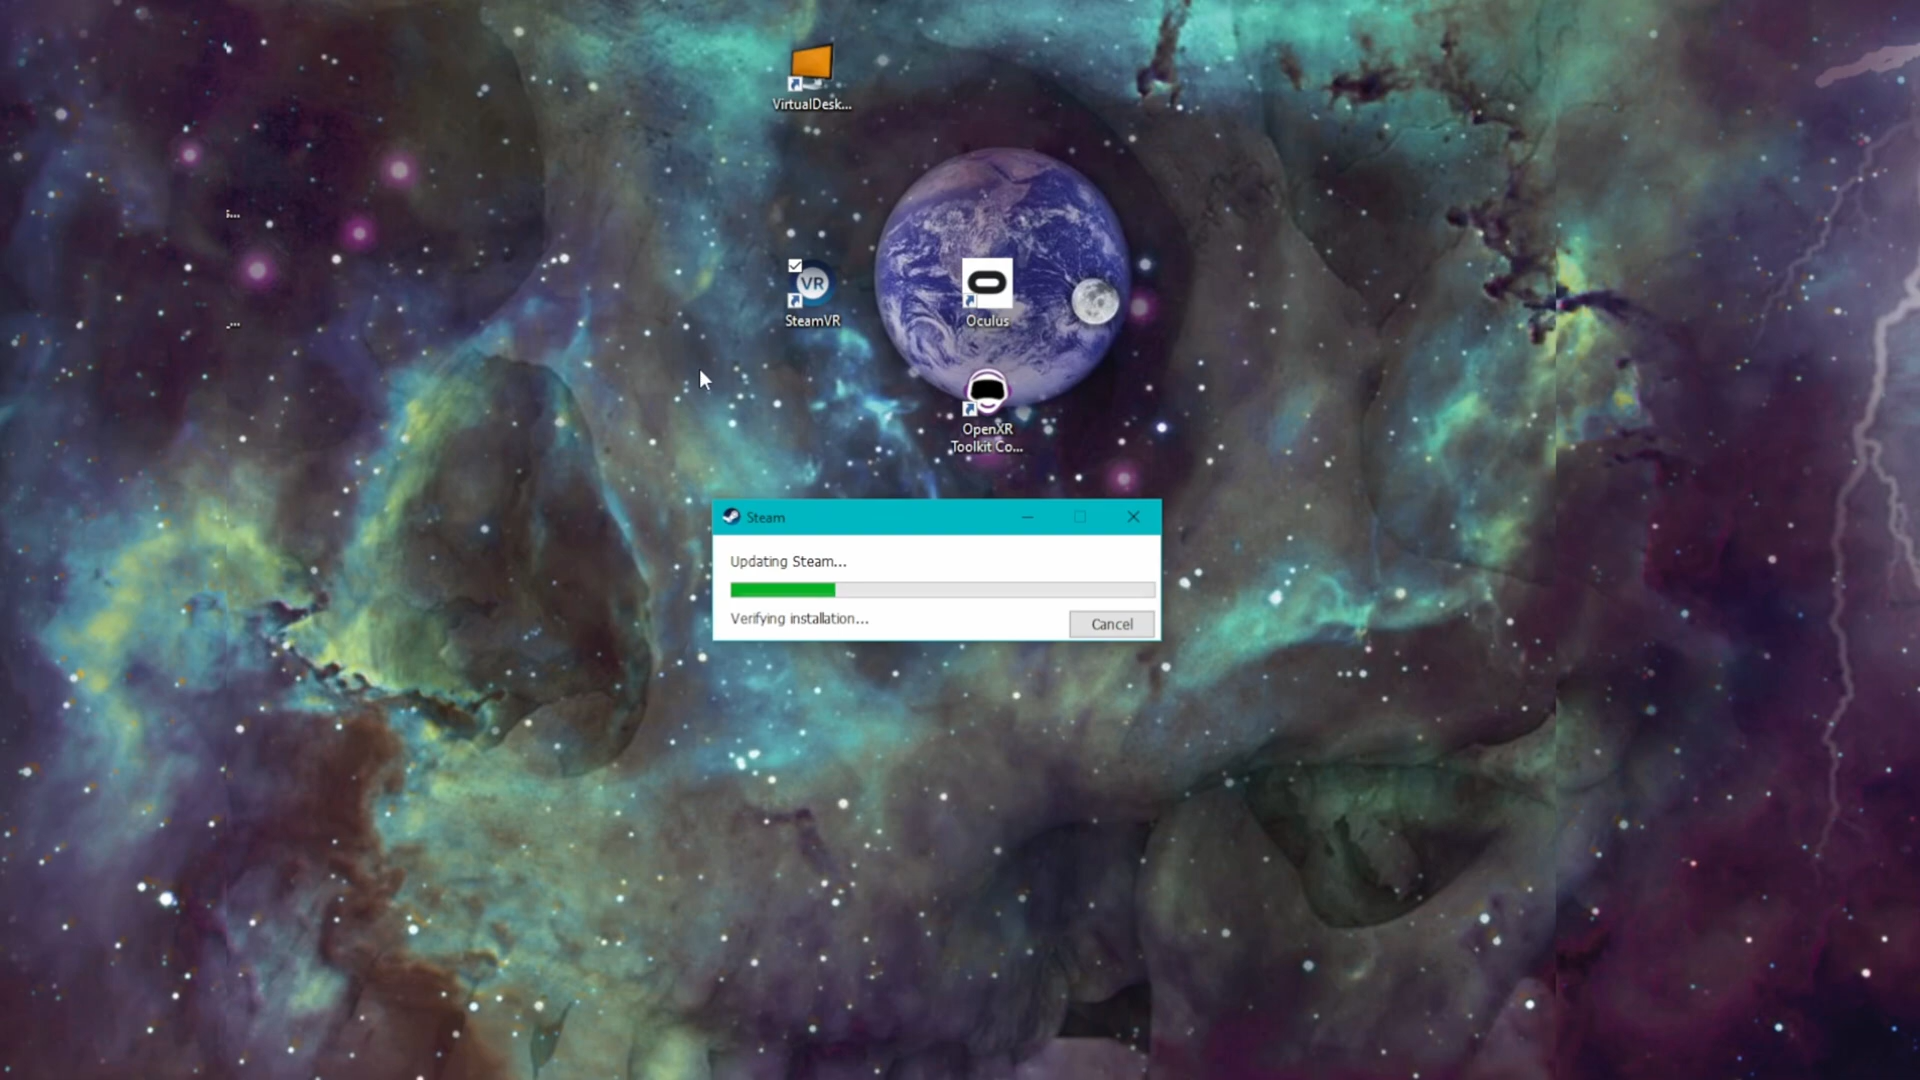 VirtualDesk...
VR
SteamVR
Oculus
OpenXR
Toolkit Co...
Steam
Updating Steam...
Verifying installation...
Cancel